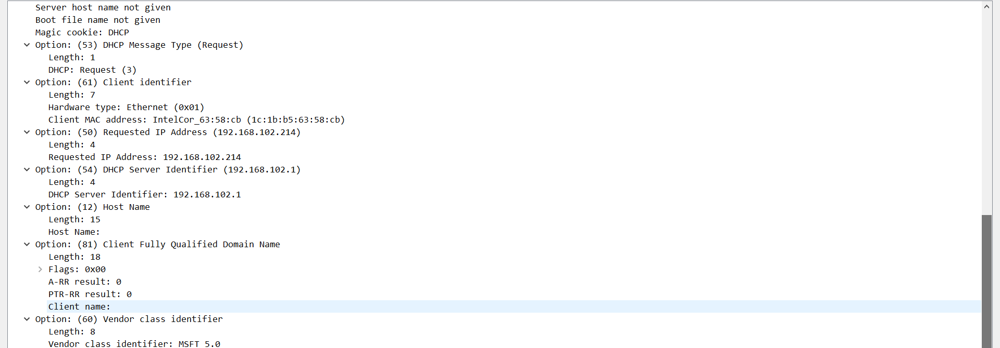 Server host name not given
Boot file name not given
Magic cookie: DHCP
Option: (53) DHCP Message Type (Request)
Length: 1
DHCP: Request (3)
Option: (61) Client identifier
Length: 7
Hardware type: Ethernet (0x01)
Client MAC address: IntelCor_63:58:cb (1c:1b:b5:63:58:cb)
Option: (50) Requested IP Address (192.168.102.214)
Length: 4
Requested IP Address: 192.168.102.214
Option: (54) DHCP Server Identifier (192.168.102.1)
Length: 4
DHCP Server Identifier: 192.168.102.1
Option: (12) Host Name
Length: 15
Host Name:
Option: (81) Client Fully Qualified Domain Name
Length: 18
Flags: 0x00
A-RR result: 0
PTR-RR result: 0
Client name:
Option: (60) Vendor class identifier
Length: 8
Vendor class identifier: MSFT 5.0